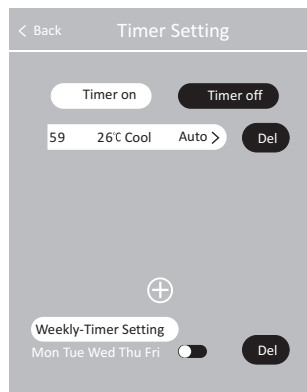 < Back Timer Setting
Timer on Timer off
59 26℃ Cool Auto > Del
Weekly-Timer Setting
Mon Tue Wed Thu Fri Del